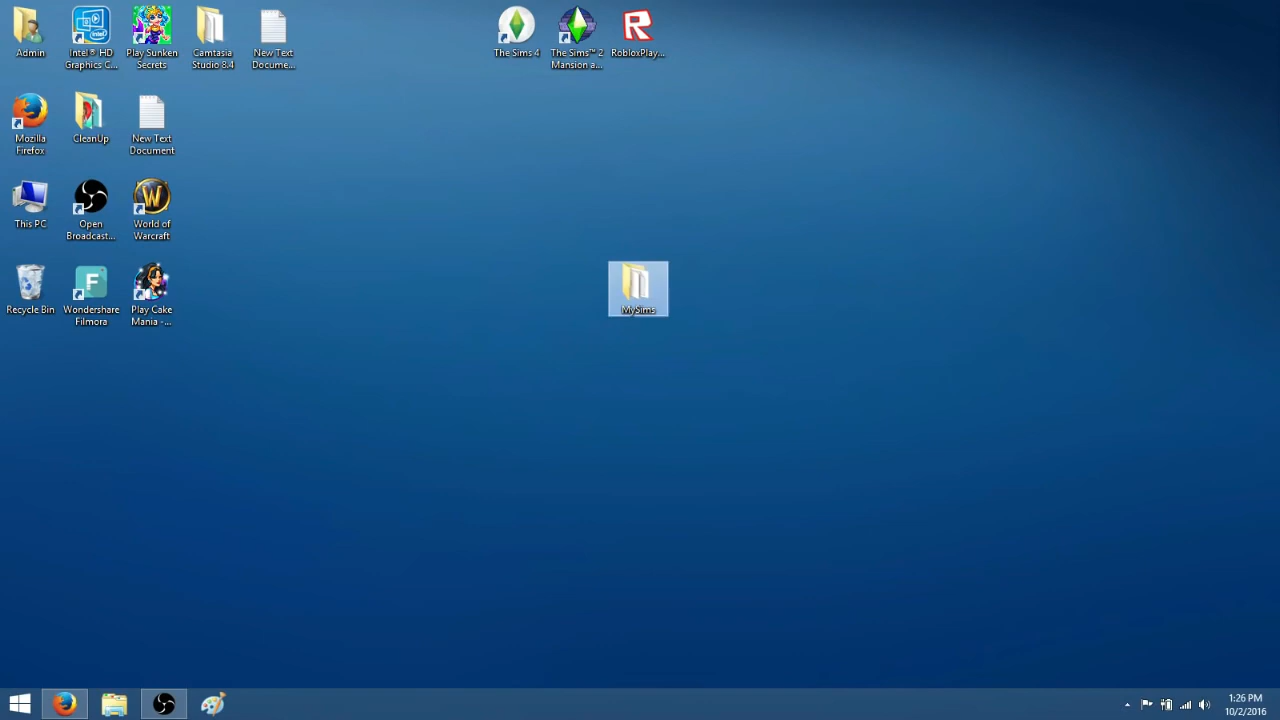 Admin
Intel® HD
Graphics C...
Play Sunken
Secrets
Camtasia
Studio 8.4
New Text
Docume...
The Sims 4
The Sims™ 2
Mansion a...
RobloxPlay...
Mozilla
Firefox
CleanUp
New Text
Document
This PC
Open
Broadcast...
World of
Warcraft
Recycle Bin
Wondershare
Filmora
Play Cake
Mania -...
MySims
1:26 PM
10/2/2016